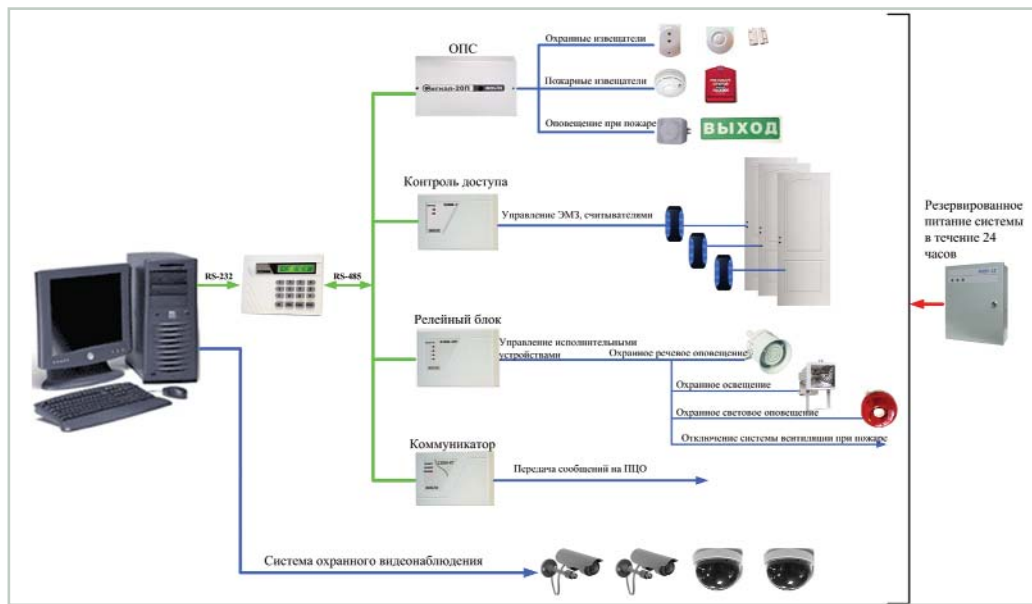 ОПС
Охранные извещатели
Сигнал-20П
Пожарные извещатели
Оповещение при пожаре
ВЫХОД
Контроль доступа
Управление ЭМЗ, считывателями
Резервированное
питание системы
в течение 24
часов
RS-232
RS-485
Релейный блок
Управление исполнительными
устройствами
Охранное речевое оповещение
Охранное освещение
Охранное световое оповещение
Отключение системы вентиляции при пожаре
Коммуникатор
Передача сообщений на ПЦО
Система охранного видеонаблюдения